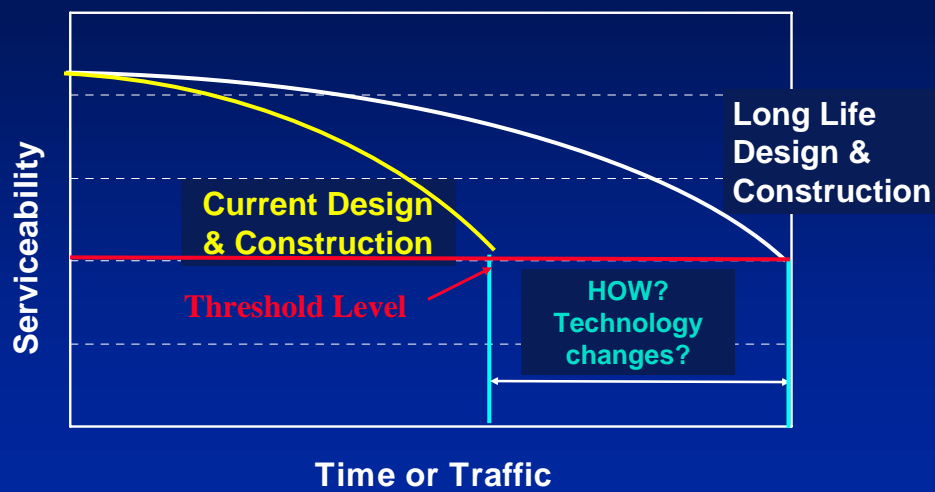 Serviceability
Long Life
Design &
Construction
Current Design
& Construction
Threshold Level
HOW?
Technology
changes?
Time or Traffic